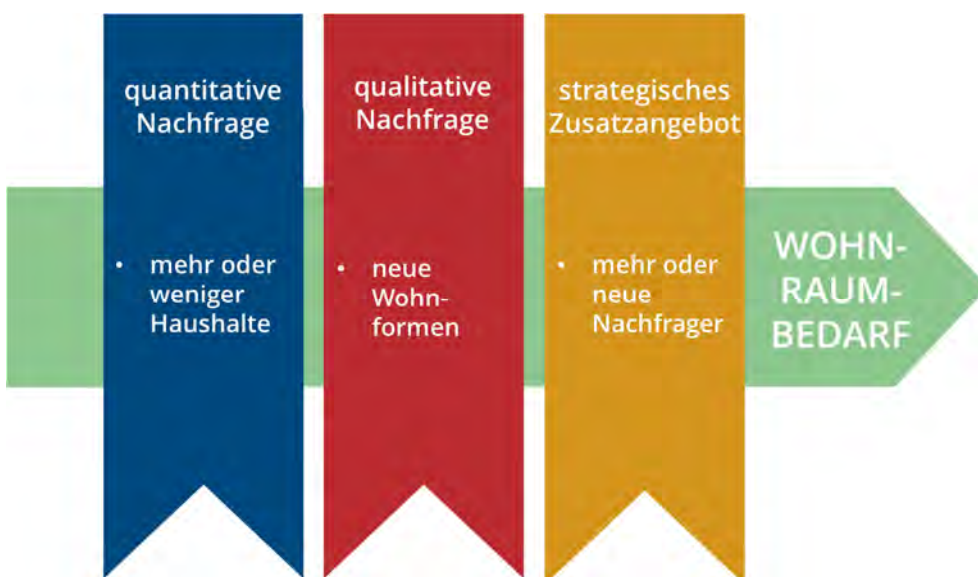 quantitative
Nachfrage
• mehr oder
weniger
Haushalte
qualitative
Nachfrage
• neue
Wohn-
formen
strategisches
Zusatzangebot
• mehr oder
neue
Nachfrager
WOHN-
RAUM-
BEDARF